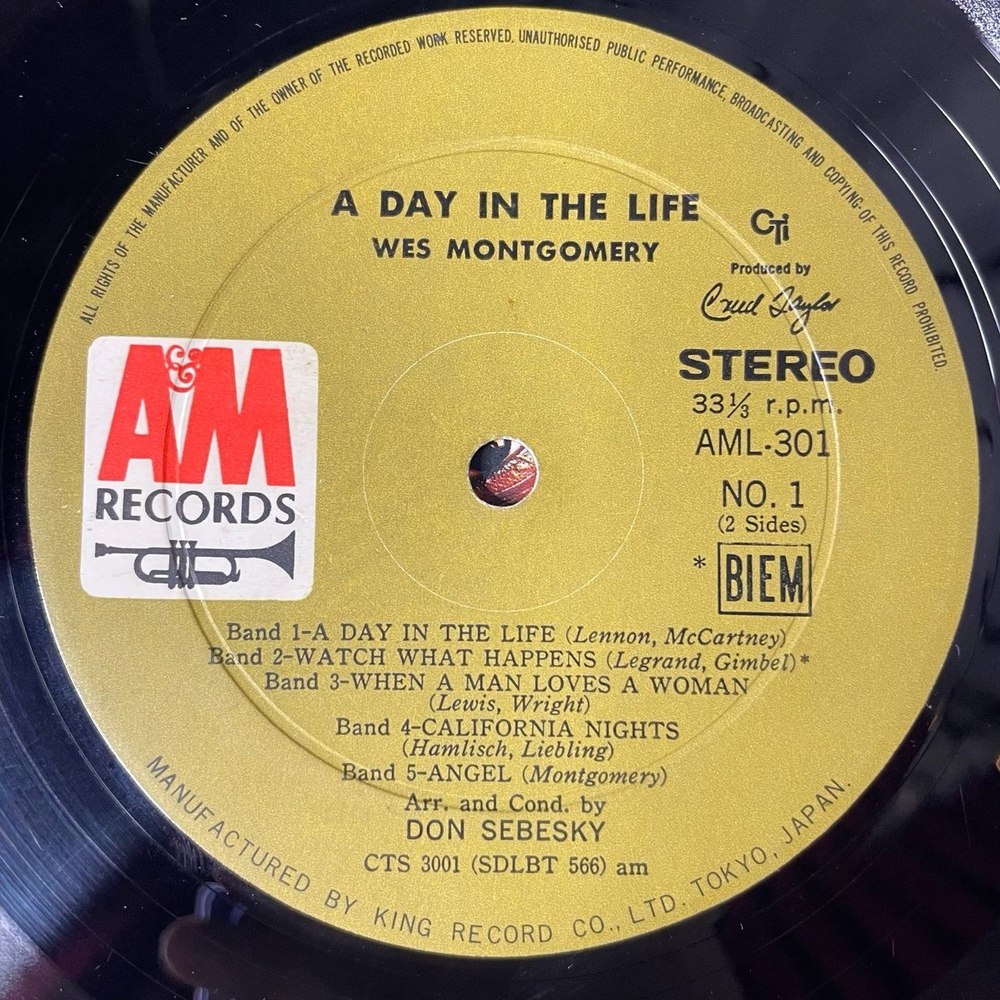 ALL RIGHTS OF THE MANUFACTURER AND OF THE OWNER OF THE RECORDED WORK RESERVED. UNAUTHORISED PUBLIC PERFORMANCE, BROADCASTING AND COPYING OF THIS RECORD PROHIBITED.
A DAY IN THE LIFE
WES MONTGOMERY
CTi
Produced by
Creed Taylor
STEREO
33⅓ r.p.m.
AML-301
NO. 1
(2 Sides)
* BIEM
A&M
RECORDS
Band 1-A DAY IN THE LIFE (Lennon, McCartney)
Band 2-WATCH WHAT HAPPENS (Legrand, Gimbel)*
Band 3-WHEN A MAN LOVES A WOMAN
(Lewis, Wright)
Band 4-CALIFORNIA NIGHTS
(Hamlisch, Liebling)
Band 5-ANGEL (Montgomery)
Arr. and Cond. by
DON SEBESKY
CTS 3001 (SDLBT 566) am
MANUFACTURED BY KING RECORD CO., LTD. TOKYO, JAPAN.